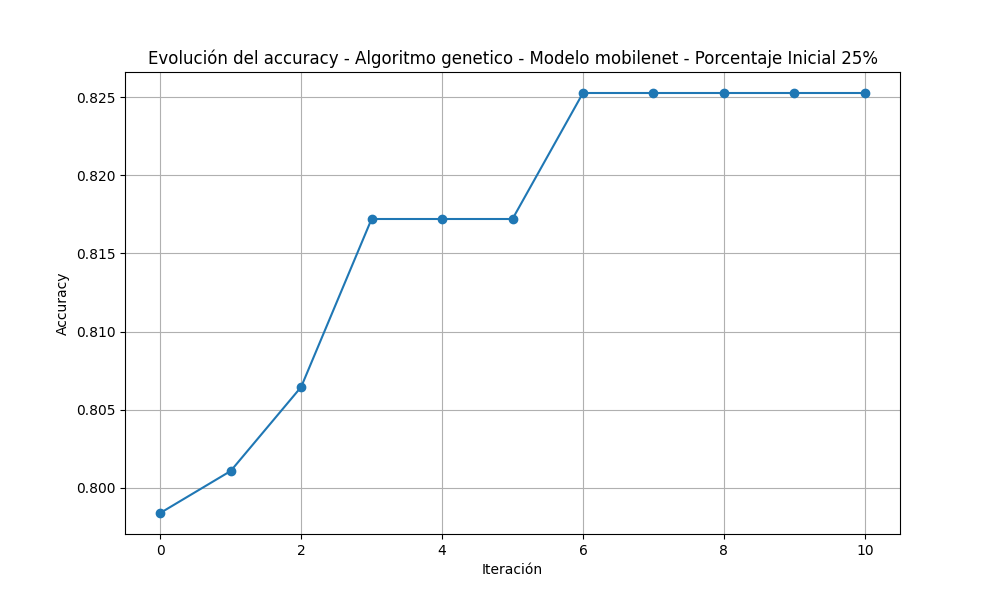 Evolución del accuracy - Algoritmo genetico - Modelo mobilenet - Porcentaje Inicial 25%
0.825
0.820
0.815
0.810
0.805
0.800
Accuracy
0 2 4 6 8 10
Iteración